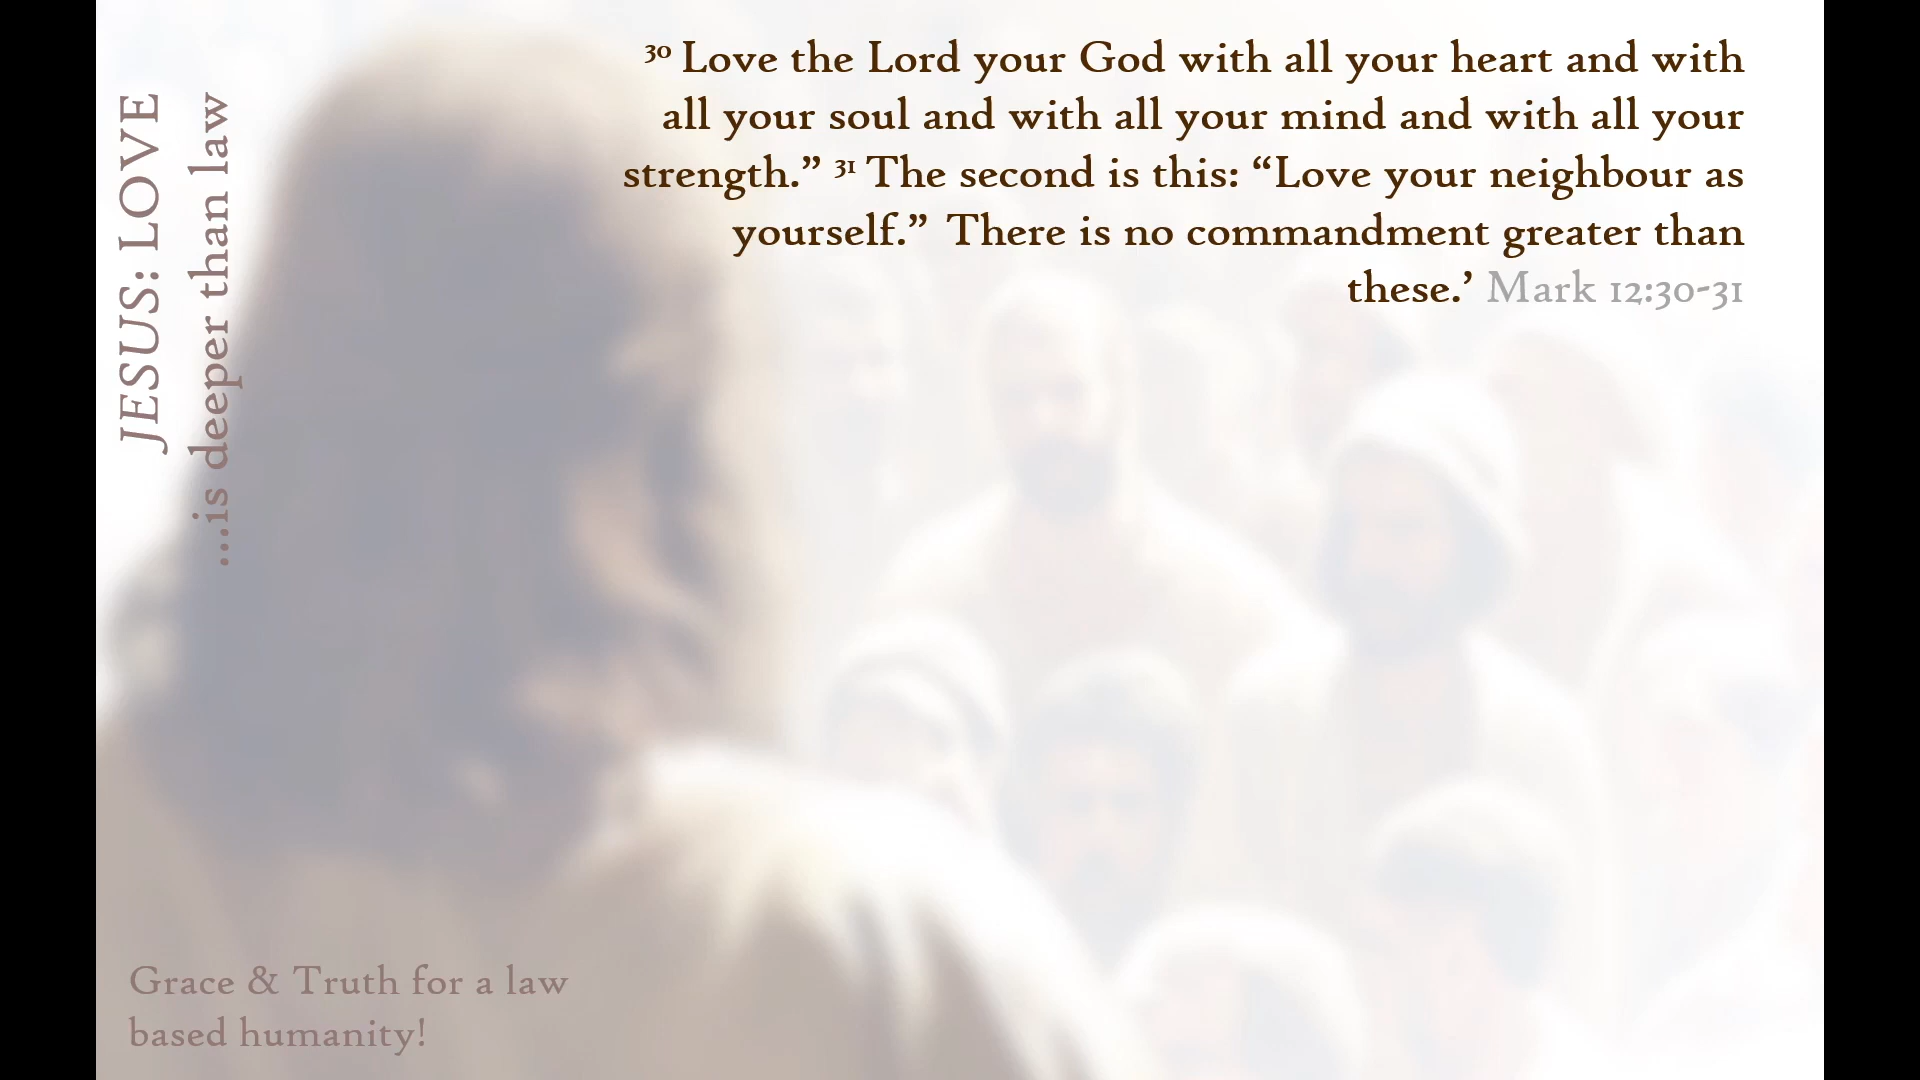 JESUS: LOVE
...is deeper than law
³⁰ Love the Lord your God with all your heart and with
all your soul and with all your mind and with all your
strength.” ³¹ The second is this: “Love your neighbour as
yourself.” There is no commandment greater than
these.’ Mark 12:30-31
Grace & Truth for a law
based humanity!